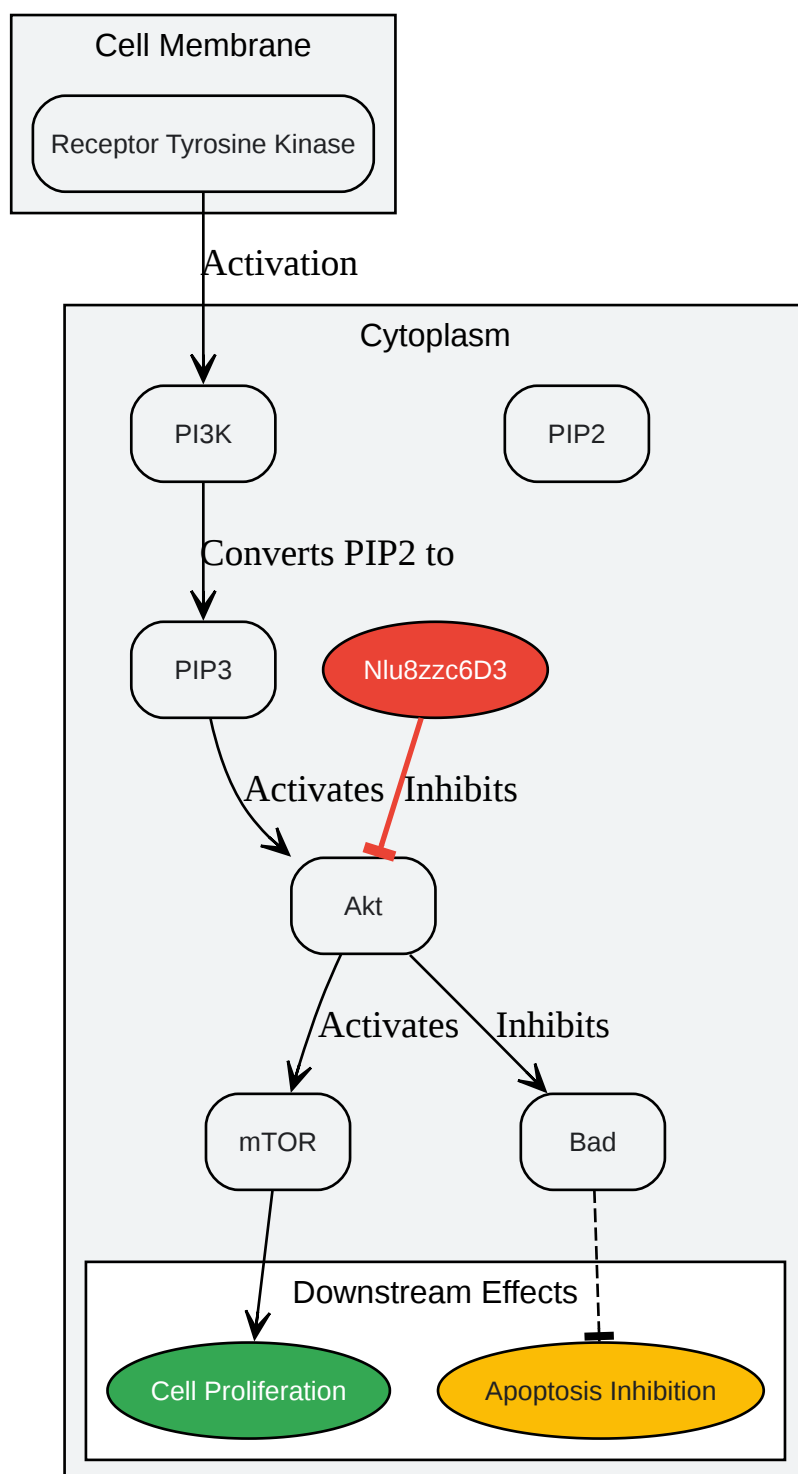 Cell Membrane
Receptor Tyrosine Kinase
Activation
Cytoplasm
PI3K
PIP2
Converts PIP2 to
PIP3
Nlu8zzc6D3
Activates
Inhibits
Akt
Activates
Inhibits
mTOR
Bad
Downstream Effects
Cell Proliferation
Apoptosis Inhibition